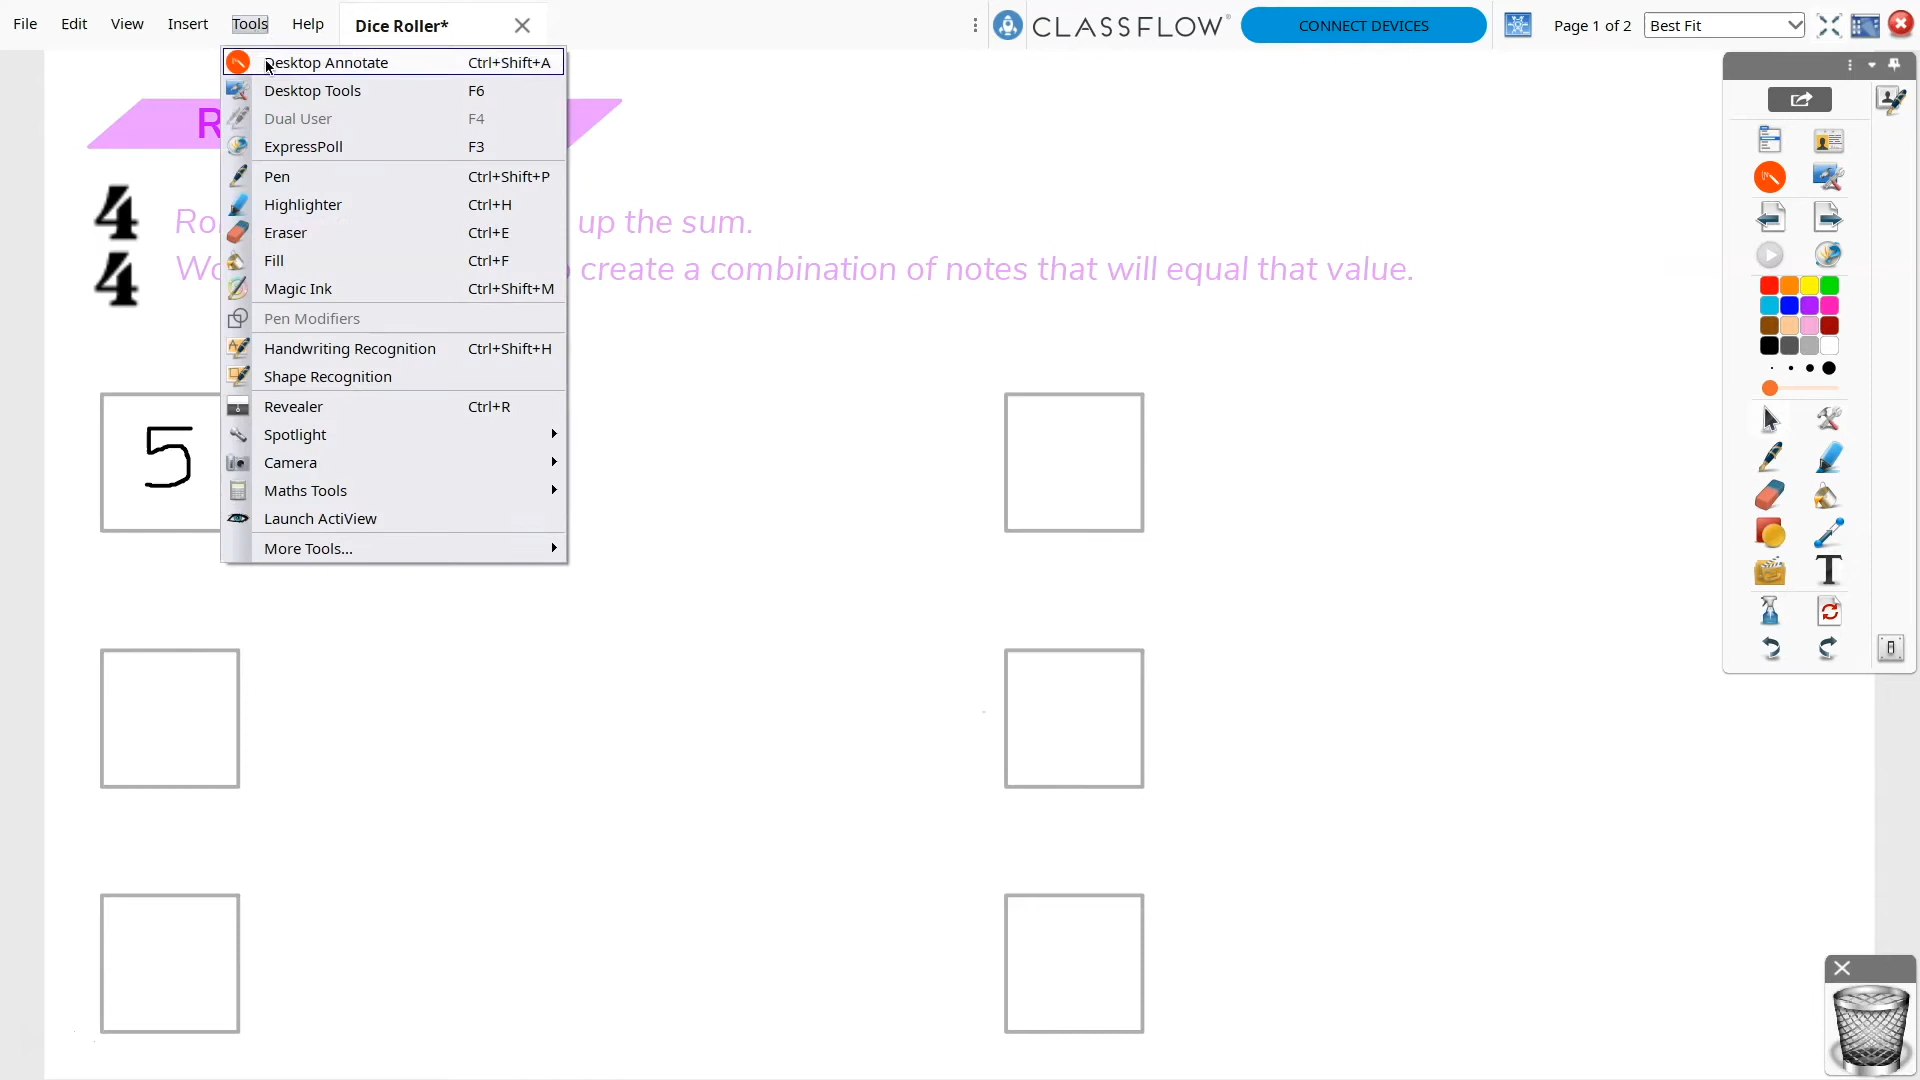 File Edit View Insert Tools Help Dice Roller* CLASSFLOW CONNECT DEVICES Page 1 of 2 Best Fit
Desktop Annotate Ctrl+Shift+A
Desktop Tools F6
Dual User F4
ExpressPoll F3
Pen Ctrl+Shift+P
Highlighter Ctrl+H
Eraser Ctrl+E
Fill Ctrl+F
Magic Ink Ctrl+Shift+M
Pen Modifiers
Handwriting Recognition Ctrl+Shift+H
Shape Recognition
Revealer Ctrl+R
Spotlight
Camera
Maths Tools
Launch ActiView
More Tools...
R
4
4
up the sum.
create a combination of notes that will equal that value.
5
T